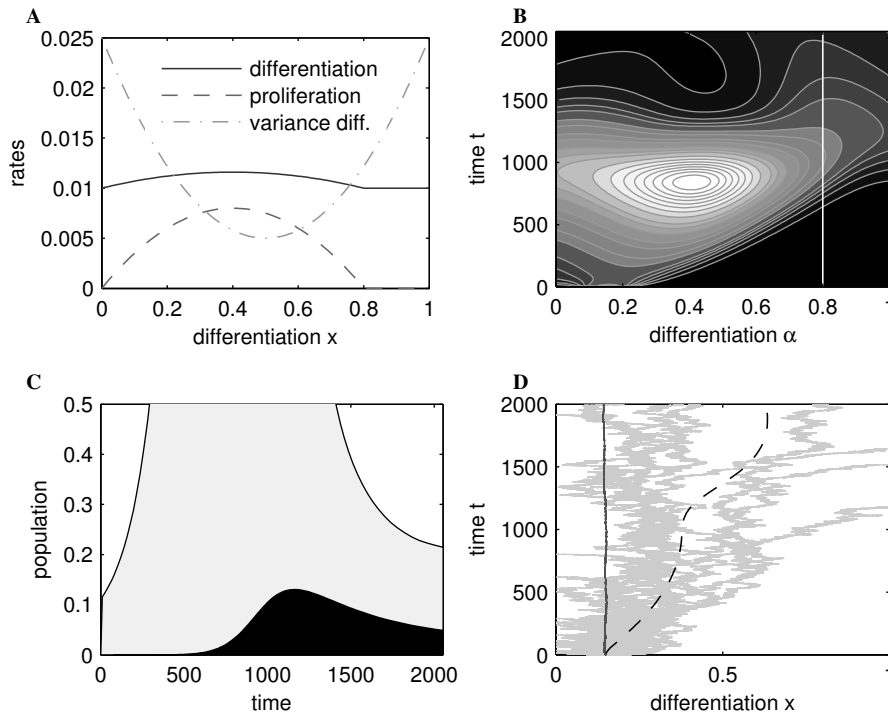 A
0.025
0.02
0.015
0.01
0.005
0
rates
differentiation
proliferation
variance diff.
0 0.2 0.4 0.6 0.8 1
differentiation x
B
2000
1500
1000
500
0
time t
0 0.2 0.4 0.6 0.8 1
differentiation α
C
0.5
0.4
0.3
0.2
0.1
0
population
0 500 1000 1500 2000
time
D
2000
1500
1000
500
0
time t
0 0.5 1
differentiation x